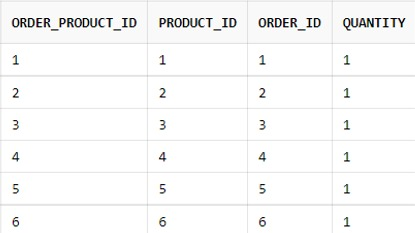 ORDER_PRODUCT_ID PRODUCT_ID ORDER_ID QUANTITY
1 1 1 1
2 2 2 1
3 3 3 1
4 4 4 1
5 5 5 1
6 6 6 1